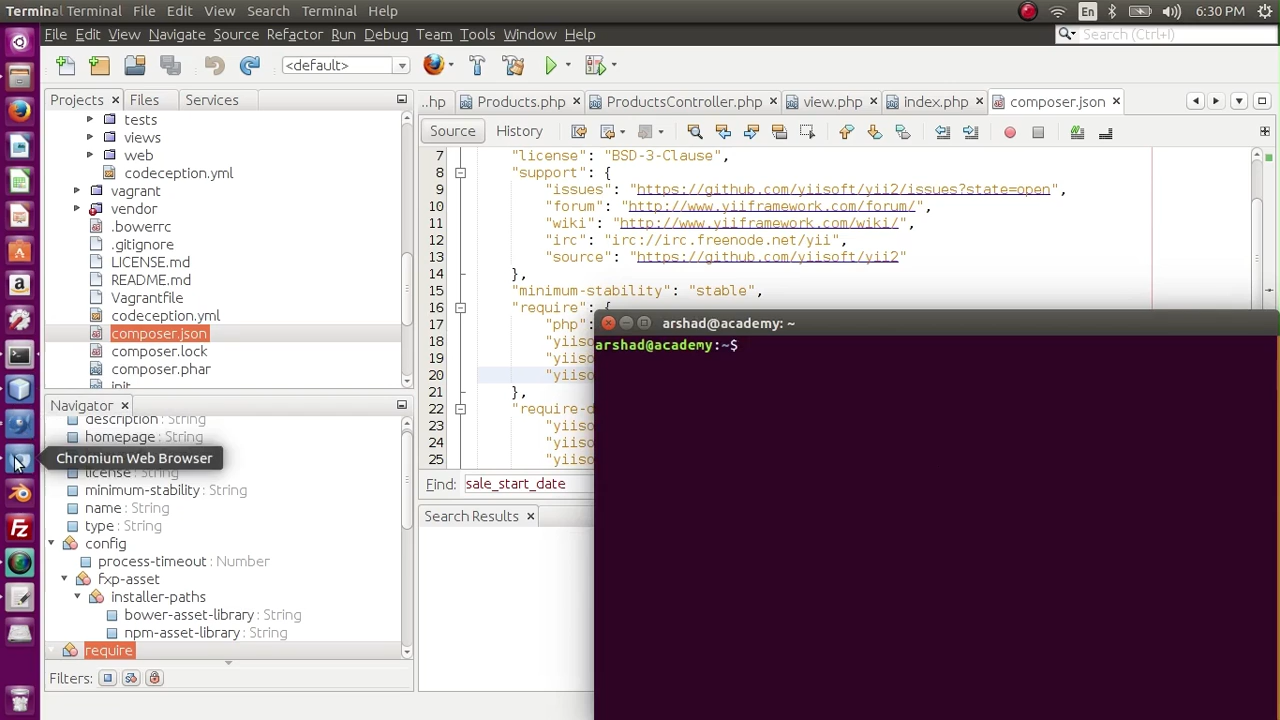 Terminal Terminal File Edit View Search Terminal Help En 6:30 PM
File Edit View Navigate Source Refactor Run Debug Team Tools Window Help Search (Ctrl+I)
<default>
Projects Files Services
tests
views
web
codeception.yml
vagrant
vendor
.bowerrc
.gitignore
LICENSE.md
README.md
Vagrantfile
codeception.yml
composer.json
composer.lock
composer.phar
init
Navigator
description : String
homepage : String
license : String
minimum-stability : String
name : String
type : String
config
process-timeout : Number
fxp-asset
installer-paths
bower-asset-library : String
npm-asset-library : String
require
Filters:
Chromium Web Browser
..hp Products.php ProductsController.php view.php index.php composer.json
Source History
7 "license": "BSD-3-Clause",
8 "support": {
9 "issues": "https://github.com/yiisoft/yii2/issues?state=open",
10 "forum": "http://www.yiiframework.com/forum/",
11 "wiki": "http://www.yiiframework.com/wiki/",
12 "irc": "irc://irc.freenode.net/yii",
13 "source": "https://github.com/yiisoft/yii2"
14 },
15 "minimum-stability": "stable",
16 "require": {
17 "php":
18 "yiiso
19 "yiiso
20 "yiiso
21 },
22 "require-d
23 "yiiso
24 "yiiso
25 "yiiso
Find: sale_start_date
Search Results
arshad@academy: ~
arshad@academy:~$